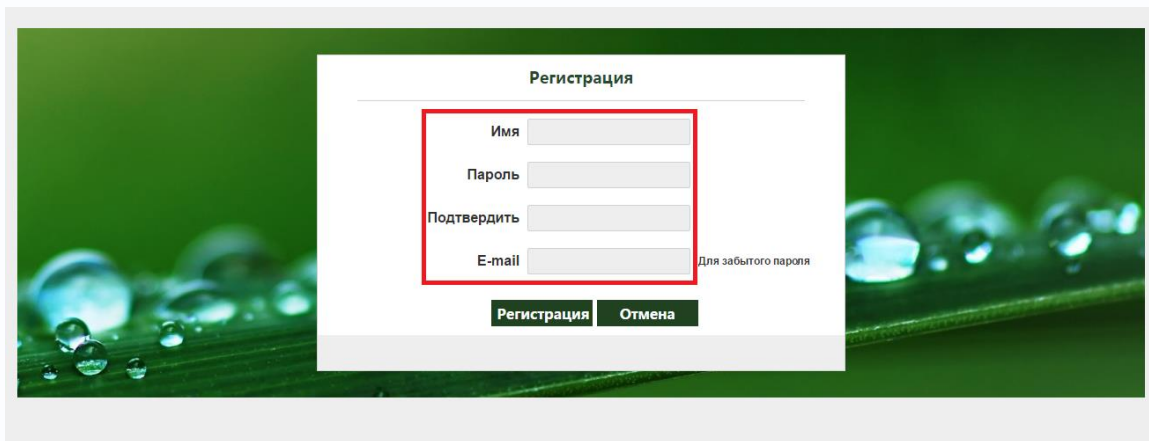 Регистрация
Имя
Пароль
Подтвердить
E-mail Для забытого пароля
Регистрация Отмена